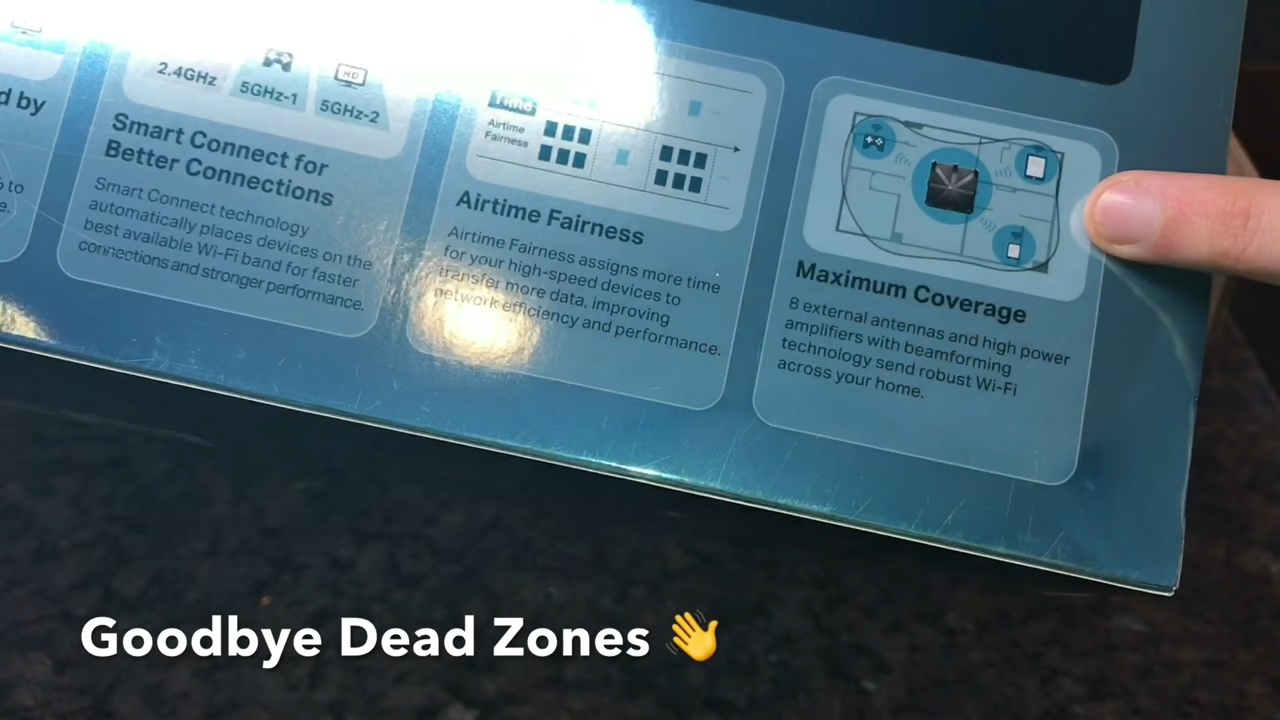 d by
% to
e.
2.4GHz
5GHz-1
HD
5GHz-2
Smart Connect for
Better Connections
Smart Connect technology
automatically places devices on the
best available Wi-Fi band for faster
connections and stronger performance.
Time
Airtime
Fairness
Airtime Fairness
Airtime Fairness assigns more time
for your high-speed devices to
transfer more data, improving
network efficiency and performance.
Maximum Coverage
8 external antennas and high power
amplifiers with beamforming
technology send robust Wi-Fi
across your home.
Goodbye Dead Zones 👋